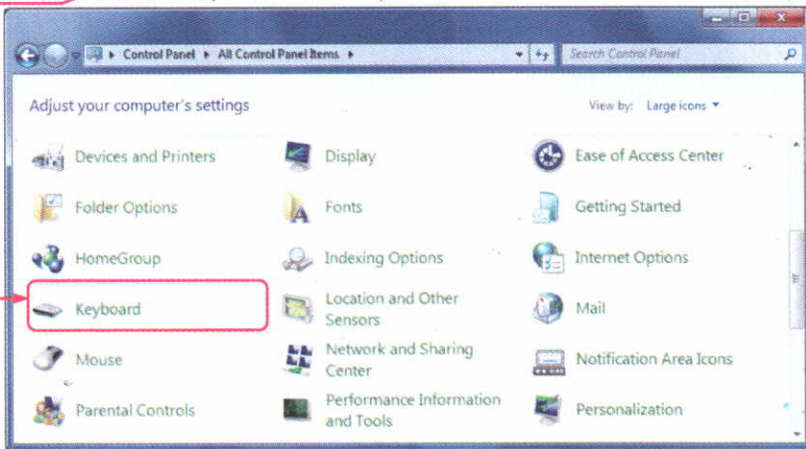 Control Panel ▸ All Control Panel Items ▸
Search Control Panel
Adjust your computer's settings
View by: Large icons ▼
Devices and Printers
Display
Ease of Access Center
Folder Options
Fonts
Getting Started
HomeGroup
Indexing Options
Internet Options
Keyboard
Location and Other
Sensors
Mail
Mouse
Network and Sharing
Center
Notification Area Icons
Parental Controls
Performance Information
and Tools
Personalization